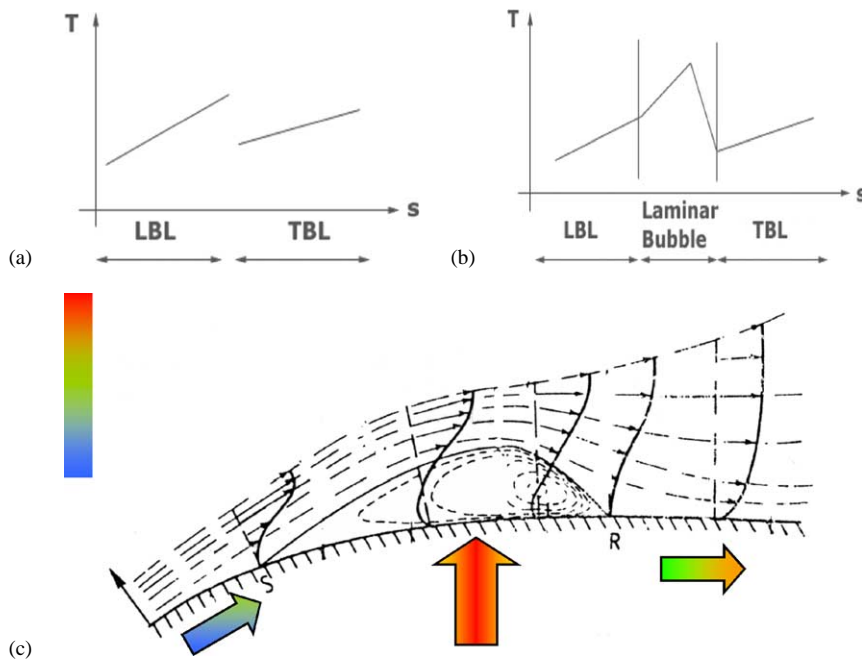 T
s
LBL
TBL
(a)
T
s
LBL
Laminar
Bubble
TBL
(b)
S
R
(c)